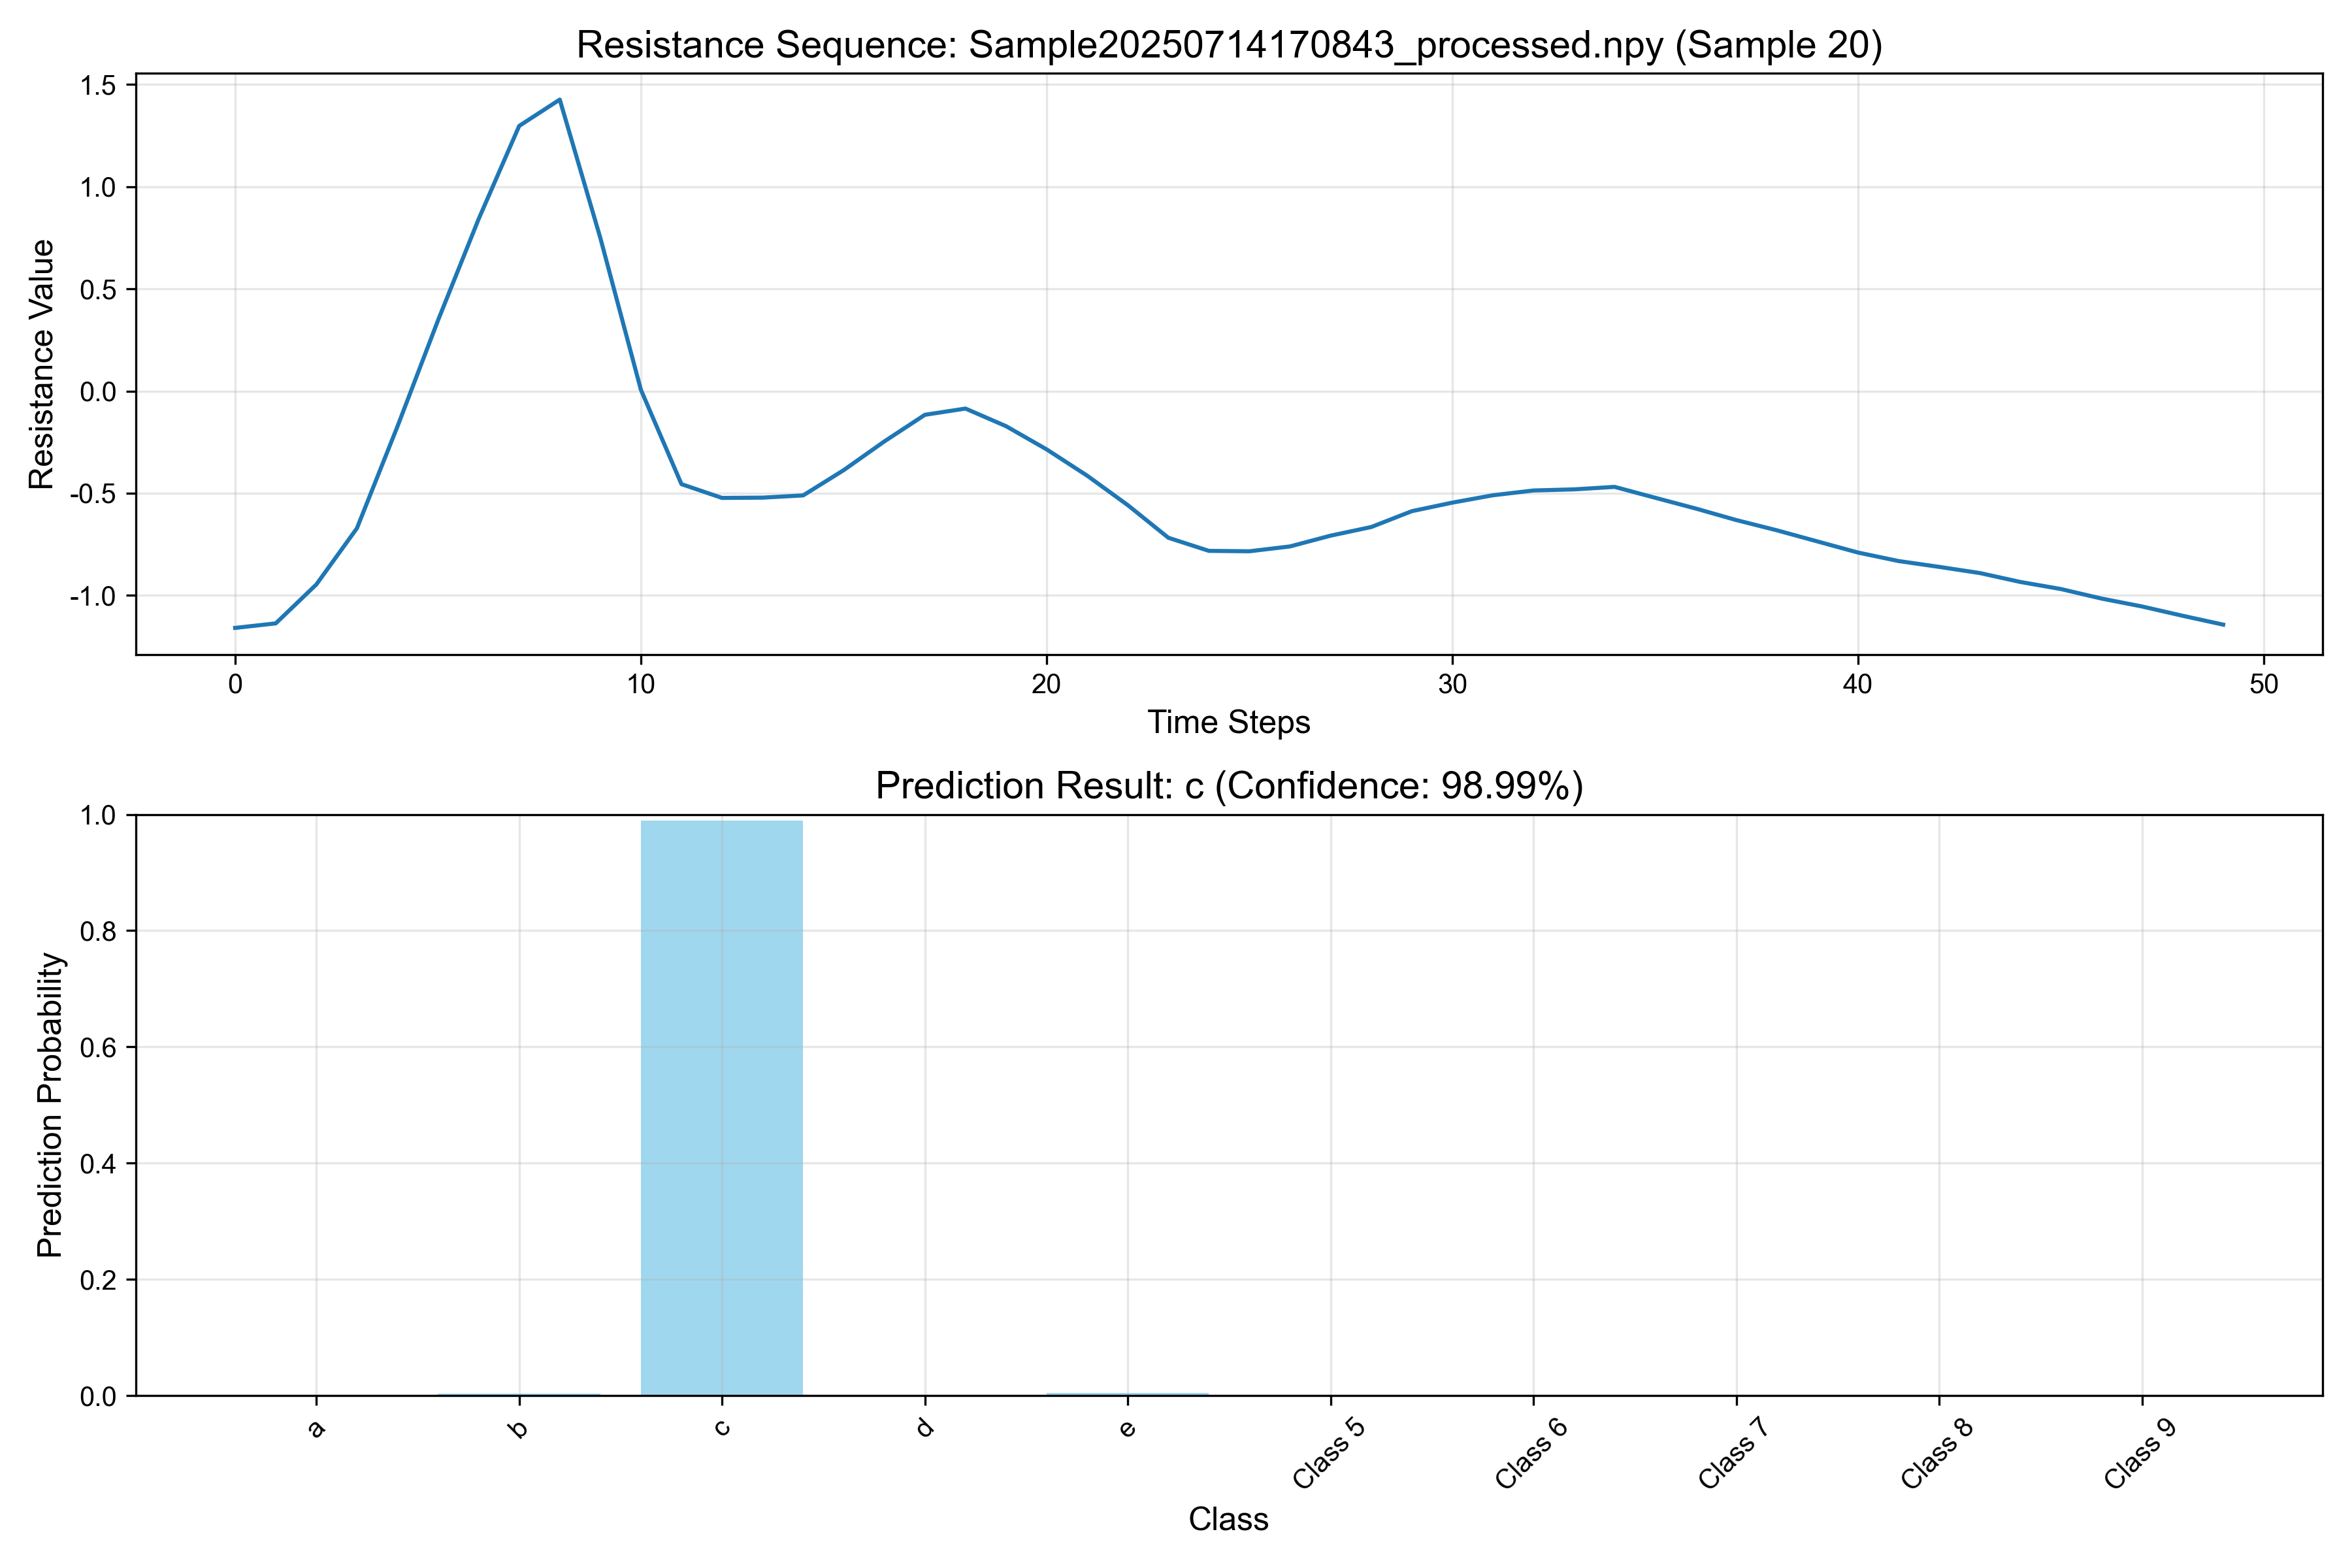 Resistance Sequence: Sample20250714170843_processed.npy (Sample 20)
1.5
1.0
0.5
0.0
-0.5
-1.0
Resistance Value
0 10 20 30 40 50
Time Steps
Prediction Result: c (Confidence: 98.99%)
1.0
0.8
0.6
0.4
0.2
0.0
Prediction Probability
a b c d e Class 5 Class 6 Class 7 Class 8 Class 9
Class